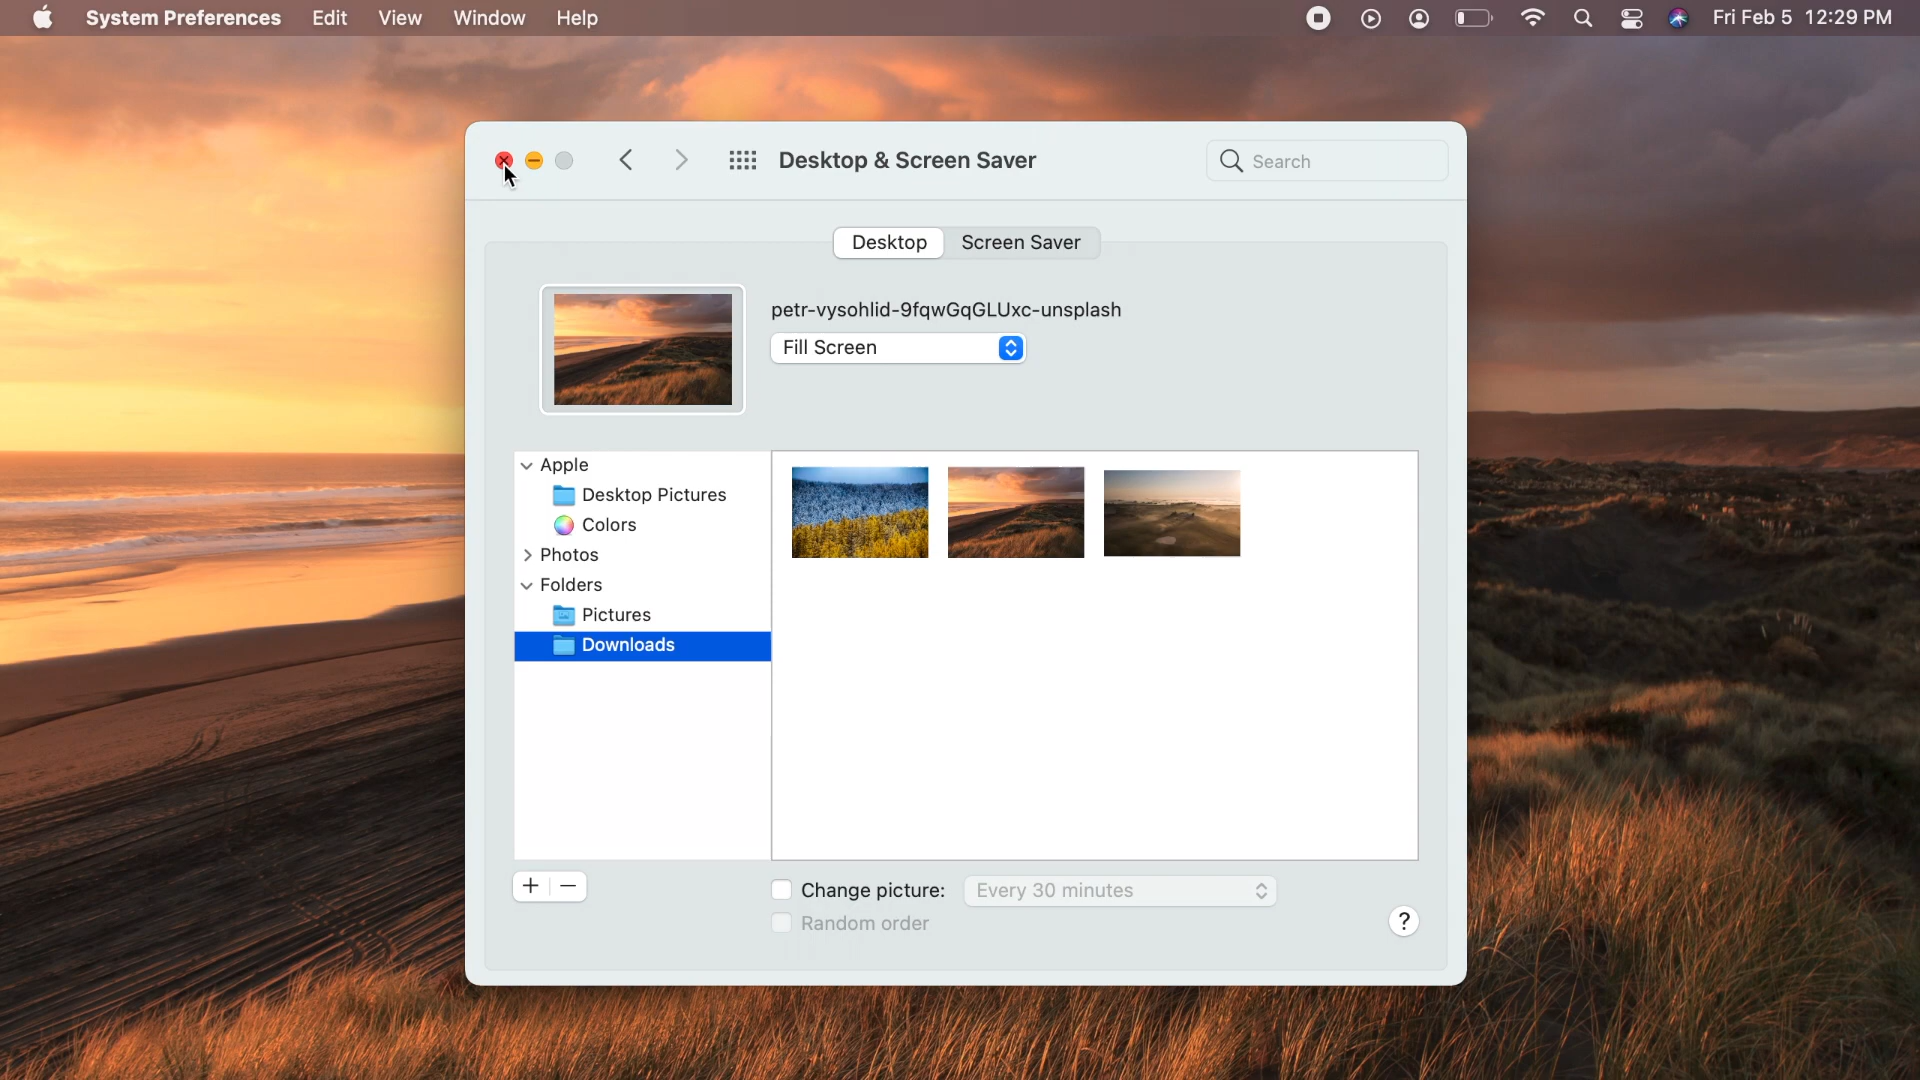 System Preferences Edit View Window Help Fri Feb 5 12:29 PM
Desktop & Screen Saver Search
Desktop Screen Saver
petr-vysohlid-9fqwGqGLUxc-unsplash
Fill Screen
Apple
Desktop Pictures
Colors
Photos
Folders
Pictures
Downloads
+ − Change picture: Every 30 minutes
Random order ?